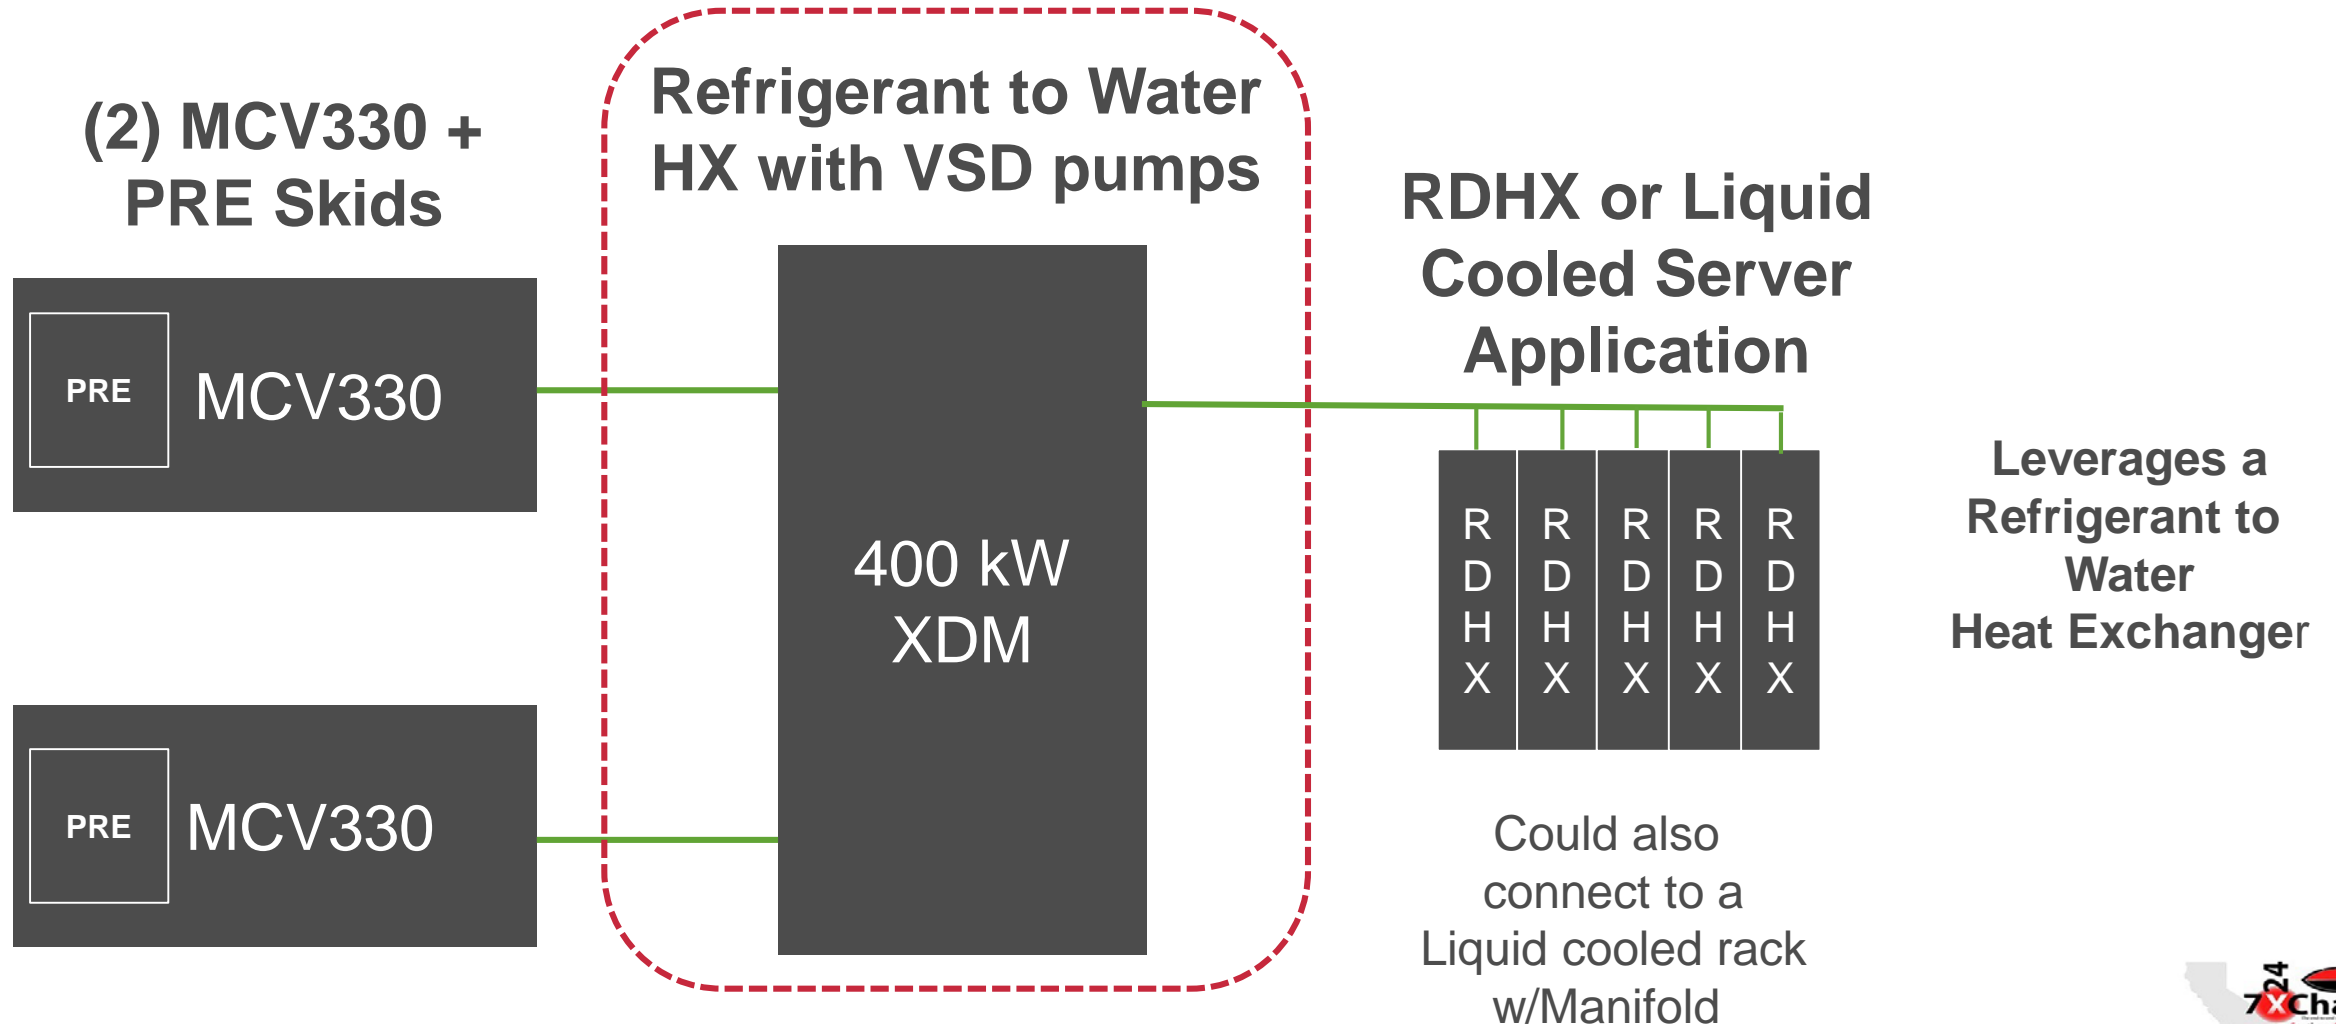 (2) MCV330 +
PRE Skids
Refrigerant to Water
HX with VSD pumps
RDHX or Liquid
Cooled Server
Application
PRE
MCV330
400 kW
XDM
PRE
MCV330
R
D
H
X
R
D
H
X
R
D
H
X
R
D
H
X
R
D
H
X
Leverages a
Refrigerant to
Water
Heat Exchanger
Could also
connect to a
Liquid cooled rack
w/Manifold
24
7XCha